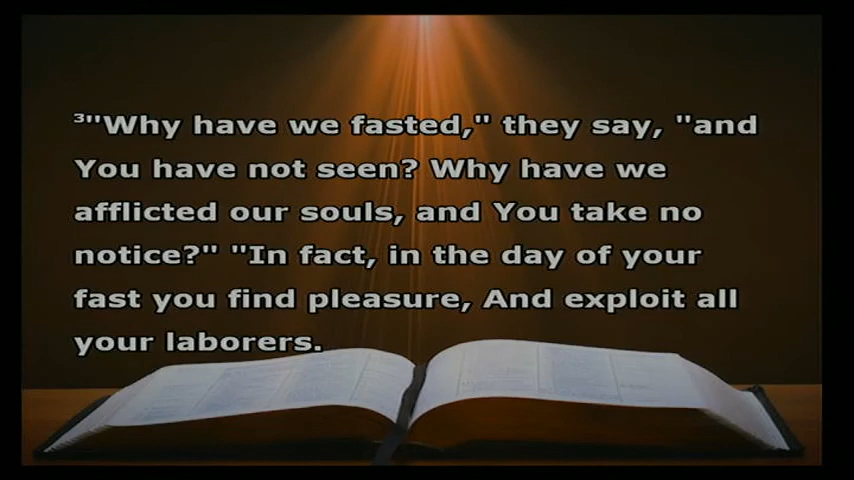 ³"Why have we fasted," they say, "and
You have not seen? Why have we
afflicted our souls, and You take no
notice?" "In fact, in the day of your
fast you find pleasure, And exploit all
your laborers.